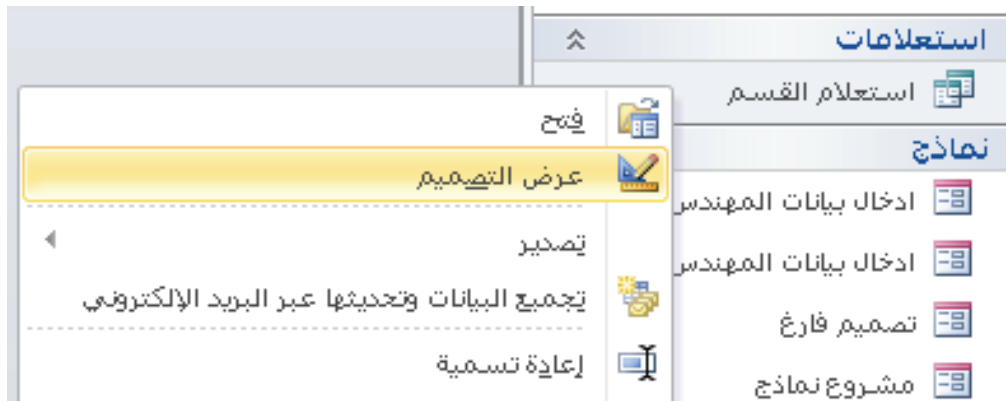 استعلامات
استعلام القسم
نماذج
ادخال بيانات المهندس
ادخال بيانات المهندس
تصميم فارغ
مشروع نماذج
فتح
عرض التصميم
تصدير
تجميع البيانات وتحديثها عبر البريد الإلكتروني
إعادة تسمية